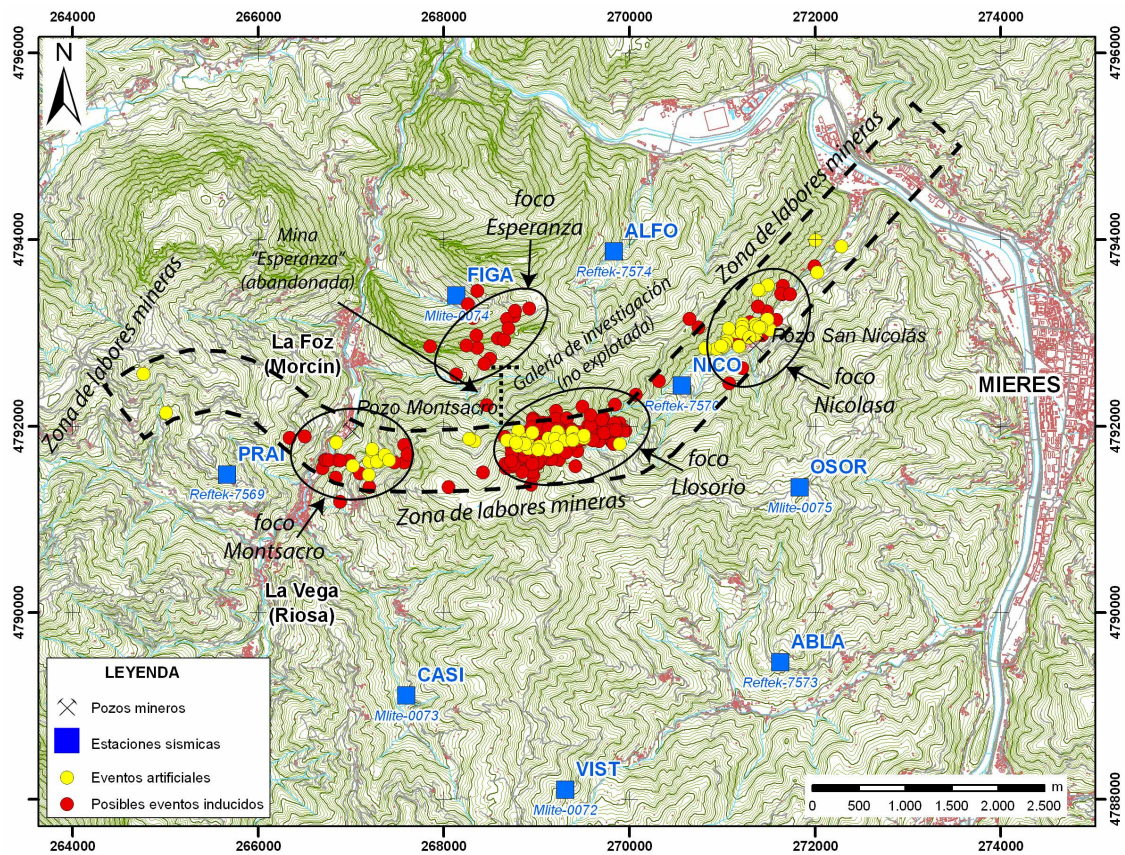 264000
266000
268000
270000
272000
274000
4796000
4796000
N
foco
Esperanza
Mina
"Esperanza"
(abandonada)
ALFO
Reftek-7574
FIGA
Mlite-0074
4794000
4794000
Zona de labores mineras
Zona de labores mineras
Galería de investigación
(no explotada)
La Foz
(Morcín)
Pozo San Nicolás
NICO
Reftek-7570
MIERES
foco
Nicolasa
4792000
4792000
Pozo Montsacro
PRAI
Reftek-7569
foco
Llosorio
OSOR
Mlite-0075
Zona de labores mineras
foco
Montsacro
La Vega
(Riosa)
4790000
4790000
ABLA
Reftek-7573
CASI
Mlite-0073
VIST
Mlite-0072
LEYENDA
Pozos mineros
Estaciones sísmicas
Eventos artificiales
Posibles eventos inducidos
m
0
500
1.000
1.500
2.000
2.500
4788000
264000
266000
268000
270000
272000
274000